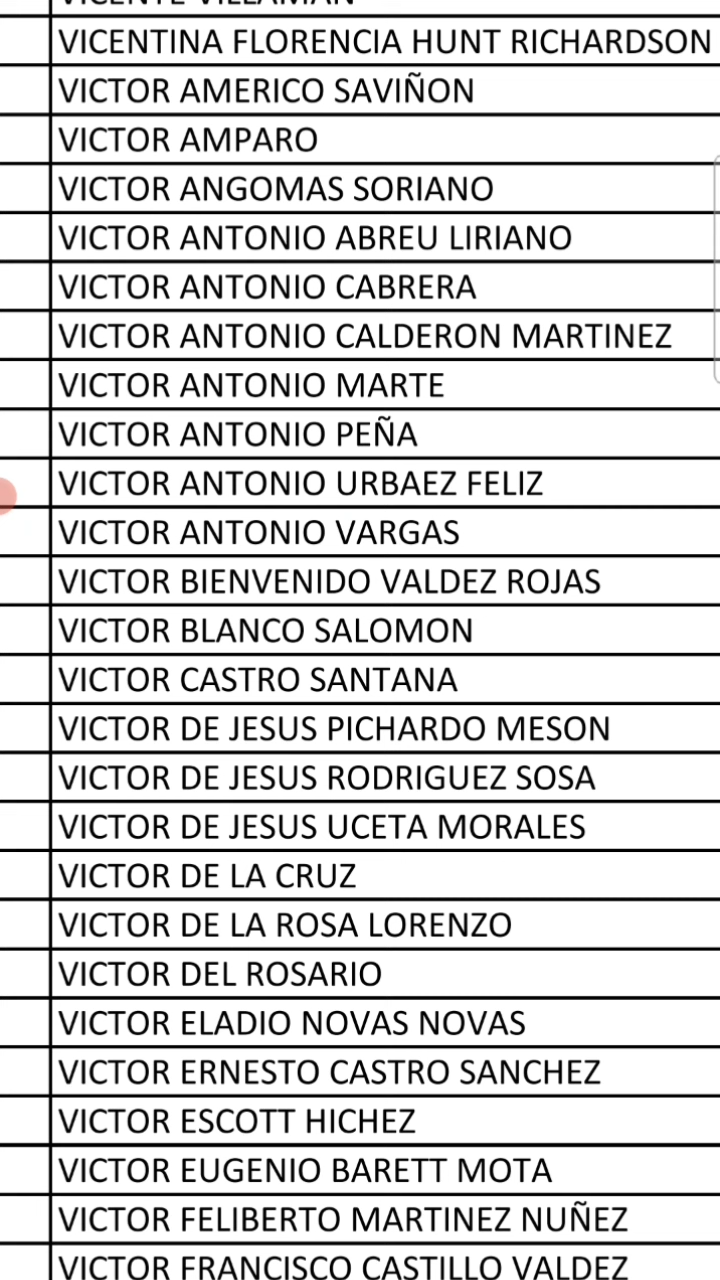 VICENTE VILLAMAN
VICENTINA FLORENCIA HUNT RICHARDSON
VICTOR AMERICO SAVIÑON
VICTOR AMPARO
VICTOR ANGOMAS SORIANO
VICTOR ANTONIO ABREU LIRIANO
VICTOR ANTONIO CABRERA
VICTOR ANTONIO CALDERON MARTINEZ
VICTOR ANTONIO MARTE
VICTOR ANTONIO PEÑA
VICTOR ANTONIO URBAEZ FELIZ
VICTOR ANTONIO VARGAS
VICTOR BIENVENIDO VALDEZ ROJAS
VICTOR BLANCO SALOMON
VICTOR CASTRO SANTANA
VICTOR DE JESUS PICHARDO MESON
VICTOR DE JESUS RODRIGUEZ SOSA
VICTOR DE JESUS UCETA MORALES
VICTOR DE LA CRUZ
VICTOR DE LA ROSA LORENZO
VICTOR DEL ROSARIO
VICTOR ELADIO NOVAS NOVAS
VICTOR ERNESTO CASTRO SANCHEZ
VICTOR ESCOTT HICHEZ
VICTOR EUGENIO BARETT MOTA
VICTOR FELIBERTO MARTINEZ NUÑEZ
VICTOR FRANCISCO CASTILLO VALDEZ